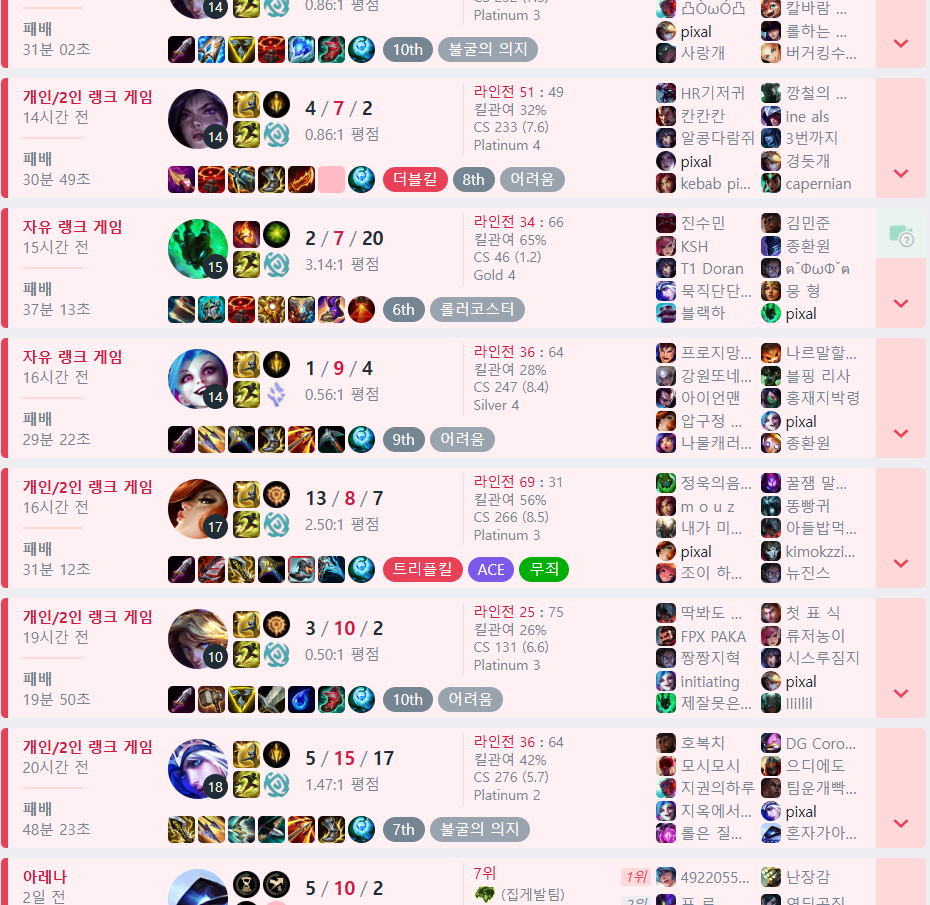 14
0.86:1 평점
Platinum 3
패배
31분 02초
10th
불굴의 의지
凸ÒωÓ凸
pixal
사랑개
칼바람 ...
롤하는 ...
버거킹수...
개인/2인 랭크 게임
14시간 전
패배
30분 49초
14
4 / 7 / 2
0.86:1 평점
더블킬
8th
어려움
라인전 51 : 49
킬관여 32%
CS 233 (7.6)
Platinum 4
HR기저귀
칸칸칸
알콩다람쥐
pixal
kebab pi...
깡철의 ...
ine als
3번까지
경돗개
capernian
자유 랭크 게임
15시간 전
패배
37분 13초
15
2 / 7 / 20
3.14:1 평점
6th
롤러코스터
라인전 34 : 66
킬관여 65%
CS 46 (1.2)
Gold 4
진수민
KSH
T1 Doran
묵직단단...
블랙하
김민준
종환원
ฅ˘ΦωΦ˘ฅ
뭉 형
pixal
자유 랭크 게임
16시간 전
패배
29분 22초
14
1 / 9 / 4
0.56:1 평점
9th
어려움
라인전 36 : 64
킬관여 28%
CS 247 (8.4)
Silver 4
프로지망...
강원또네...
아이언맨
압구정 ...
나물캐러...
나르말할...
블핑 리사
홍재지박령
pixal
종환원
개인/2인 랭크 게임
16시간 전
패배
31분 12초
17
13 / 8 / 7
2.50:1 평점
트리플킬
ACE
무죄
라인전 69 : 31
킬관여 56%
CS 266 (8.5)
Platinum 3
정욱의음...
m o u z
내가 미...
pixal
조이 하...
꿀잼 말...
똥빵귀
아들밥먹...
kimokzzi...
뉴진스
개인/2인 랭크 게임
19시간 전
패배
19분 50초
10
3 / 10 / 2
0.50:1 평점
10th
어려움
라인전 25 : 75
킬관여 26%
CS 131 (6.6)
Platinum 3
딱봐도 ...
FPX PAKA
짱짱지혁
initiating
제잘못은...
첫 표 식
류저농이
시스루짐지
pixal
개인/2인 랭크 게임
20시간 전
패배
48분 23초
18
5 / 15 / 17
1.47:1 평점
7th
불굴의 의지
라인전 36 : 64
킬관여 42%
CS 276 (5.7)
Platinum 2
호복치
모시모시
지권의하루
지옥에서...
롤은 질...
DG Coro...
으디에도
팀운개빡...
pixal
혼자가아...
아레나
2일 전
5 / 10 / 2
7위
(집게발팀)
1위
4922055...
난장감